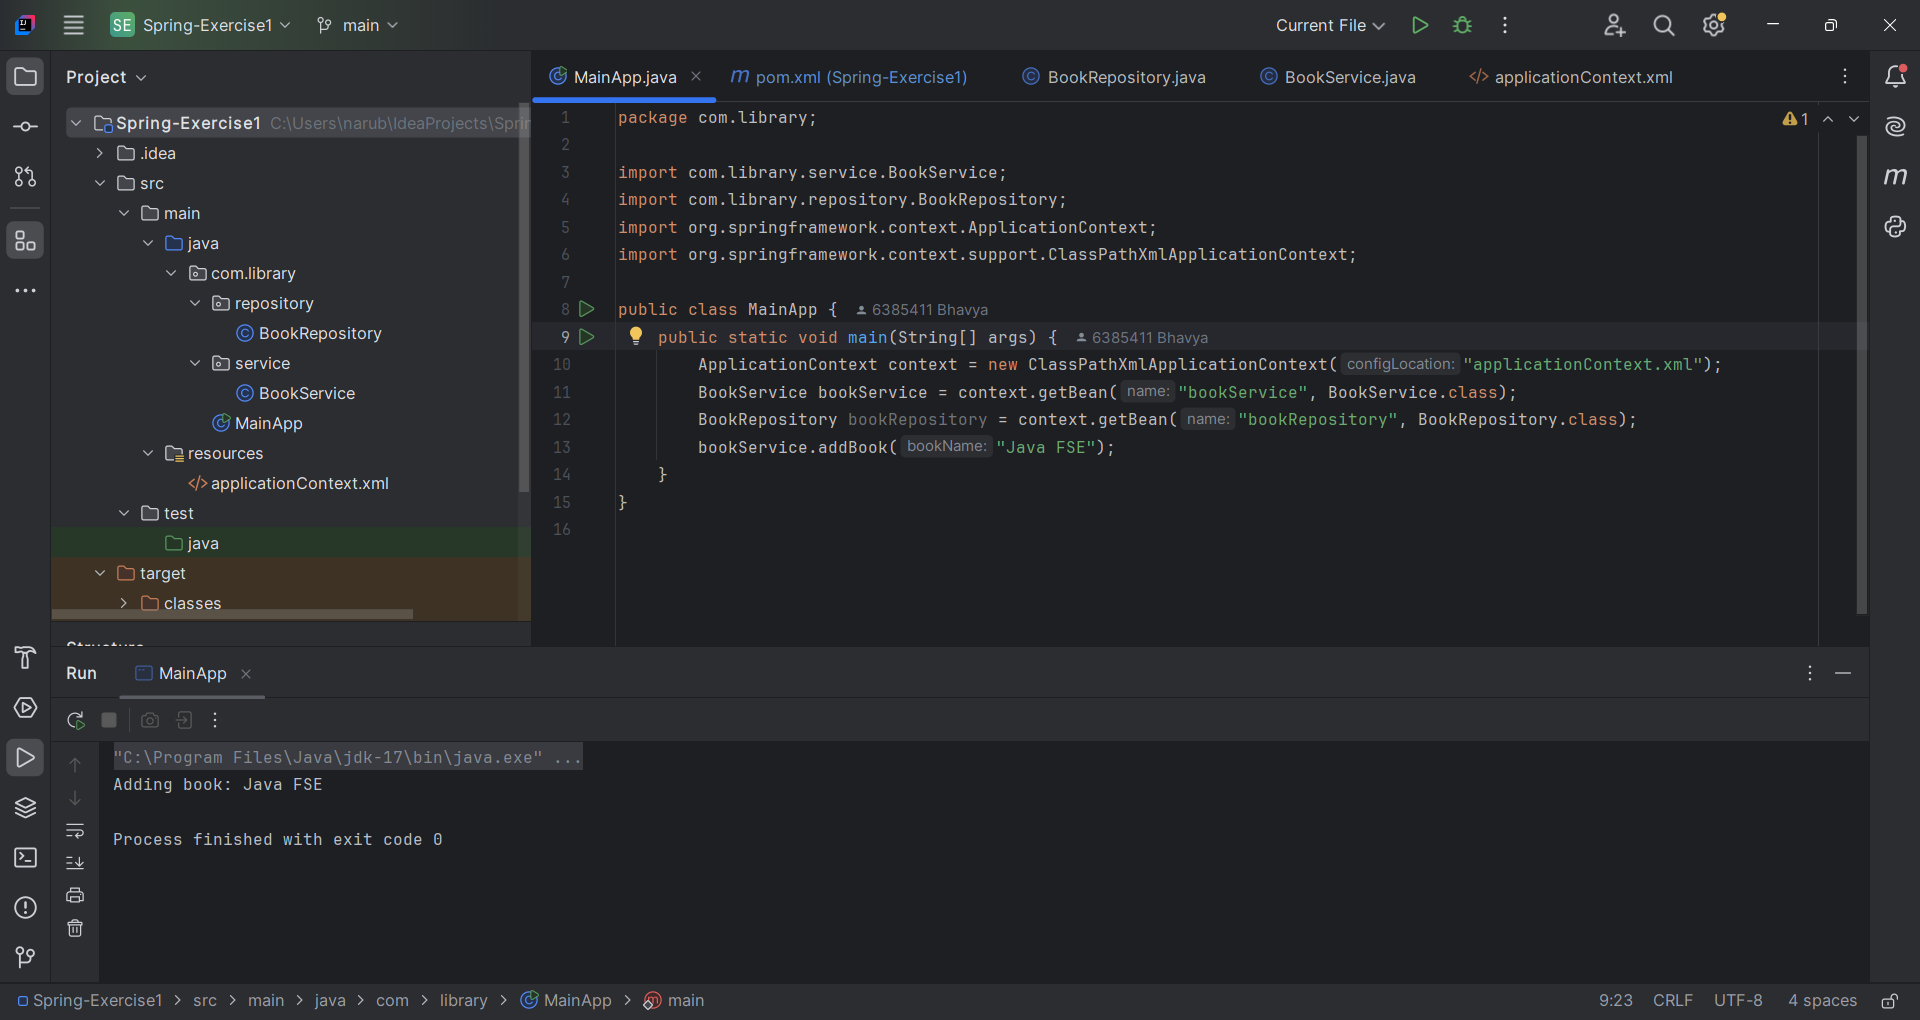 SE Spring-Exercise1 main Current File
Project
Spring-Exercise1 C:\Users\narub\IdeaProjects\Spri
.idea
src
main
java
com.library
repository
BookRepository
service
BookService
MainApp
resources
applicationContext.xml
test
java
target
classes
Structure
MainApp.java pom.xml (Spring-Exercise1) BookRepository.java BookService.java applicationContext.xml
1 package com.library; 1
2
3 import com.library.service.BookService;
4 import com.library.repository.BookRepository;
5 import org.springframework.context.ApplicationContext;
6 import org.springframework.context.support.ClassPathXmlApplicationContext;
7
8 public class MainApp { 6385411 Bhavya
9 public static void main(String[] args) { 6385411 Bhavya
10 ApplicationContext context = new ClassPathXmlApplicationContext( configLocation: "applicationContext.xml");
11 BookService bookService = context.getBean( name: "bookService", BookService.class);
12 BookRepository bookRepository = context.getBean( name: "bookRepository", BookRepository.class);
13 bookService.addBook( bookName: "Java FSE");
14 }
15 }
16
Run MainApp
"C:\Program Files\Java\jdk-17\bin\java.exe" ...
Adding book: Java FSE
Process finished with exit code 0
Spring-Exercise1 > src > main > java > com > library > MainApp > main 9:23 CRLF UTF-8 4 spaces